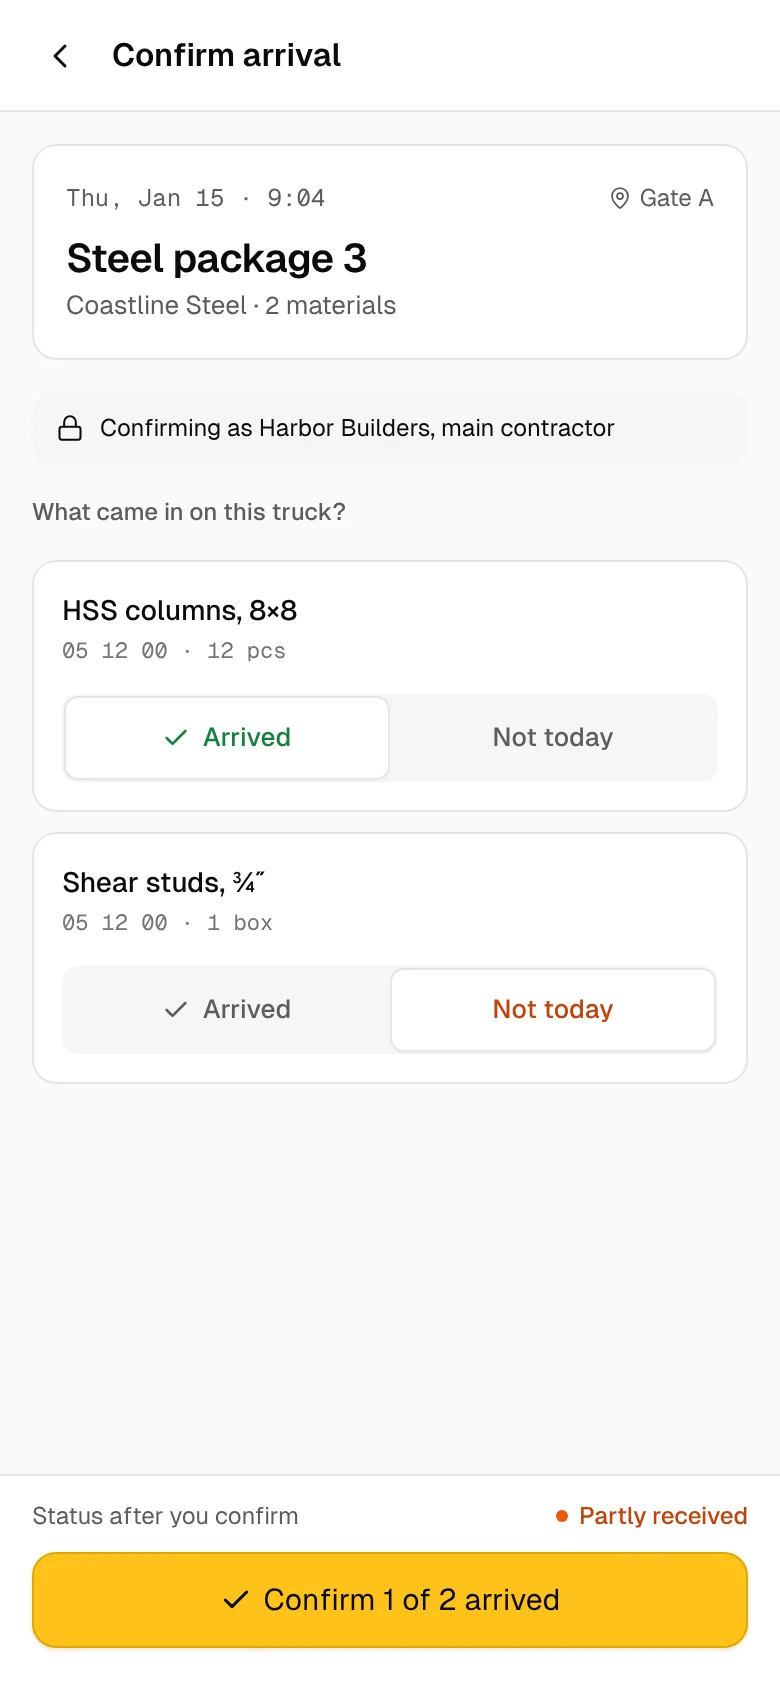 Confirm arrival
Thu, Jan 15 · 9:04
Gate A
Steel package 3
Coastline Steel · 2 materials
Confirming as Harbor Builders, main contractor
What came in on this truck?
HSS columns, 8×8
05 12 00 · 12 pcs
Arrived
Not today
Shear studs, ¾″
05 12 00 · 1 box
Arrived
Not today
Status after you confirm
Partly received
Confirm 1 of 2 arrived